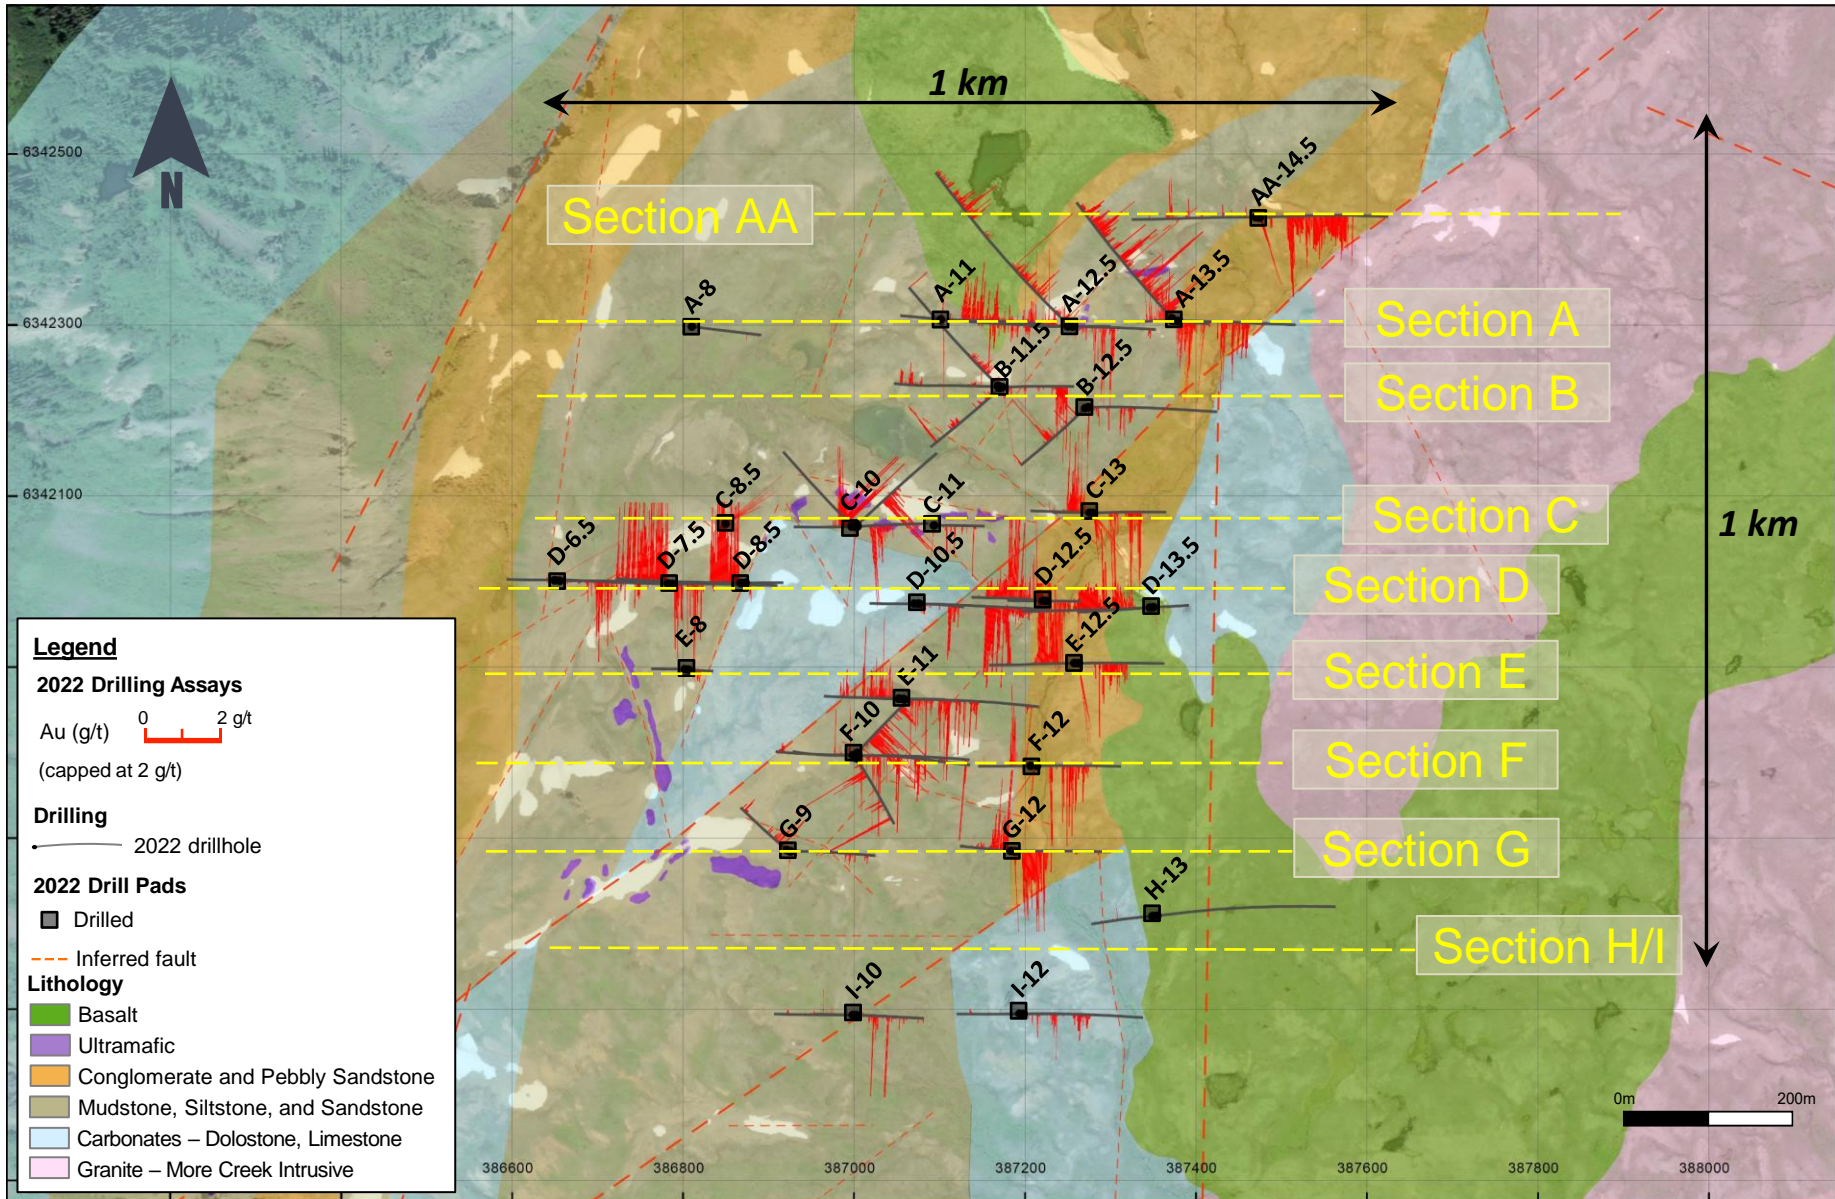 1 km
6342500
N
Section AA
AA-14.5
A-8
A-11
A-12.5
A-13.5
6342300
Section A
B-11.5
B-12.5
Section B
C-8.5
C-10
C-11
C-13
6342100
Section C
1 km
D-6.5
D-7.5
D-8.5
D-10.5
D-12.5
D-13.5
Section D
E-8
E-11
E-12.5
Section E
F-10
F-12
Section F
G-9
G-12
Section G
H-13
Section H/I
I-10
I-12
Legend
2022 Drilling Assays
Au (g/t) 0 2 g/t
(capped at 2 g/t)
Drilling
2022 drillhole
2022 Drill Pads
Drilled
Inferred fault
Lithology
Basalt
Ultramafic
Conglomerate and Pebbly Sandstone
Mudstone, Siltstone, and Sandstone
Carbonates – Dolostone, Limestone
Granite – More Creek Intrusive
0m 200m
386600 386800 387000 387200 387400 387600 387800 388000